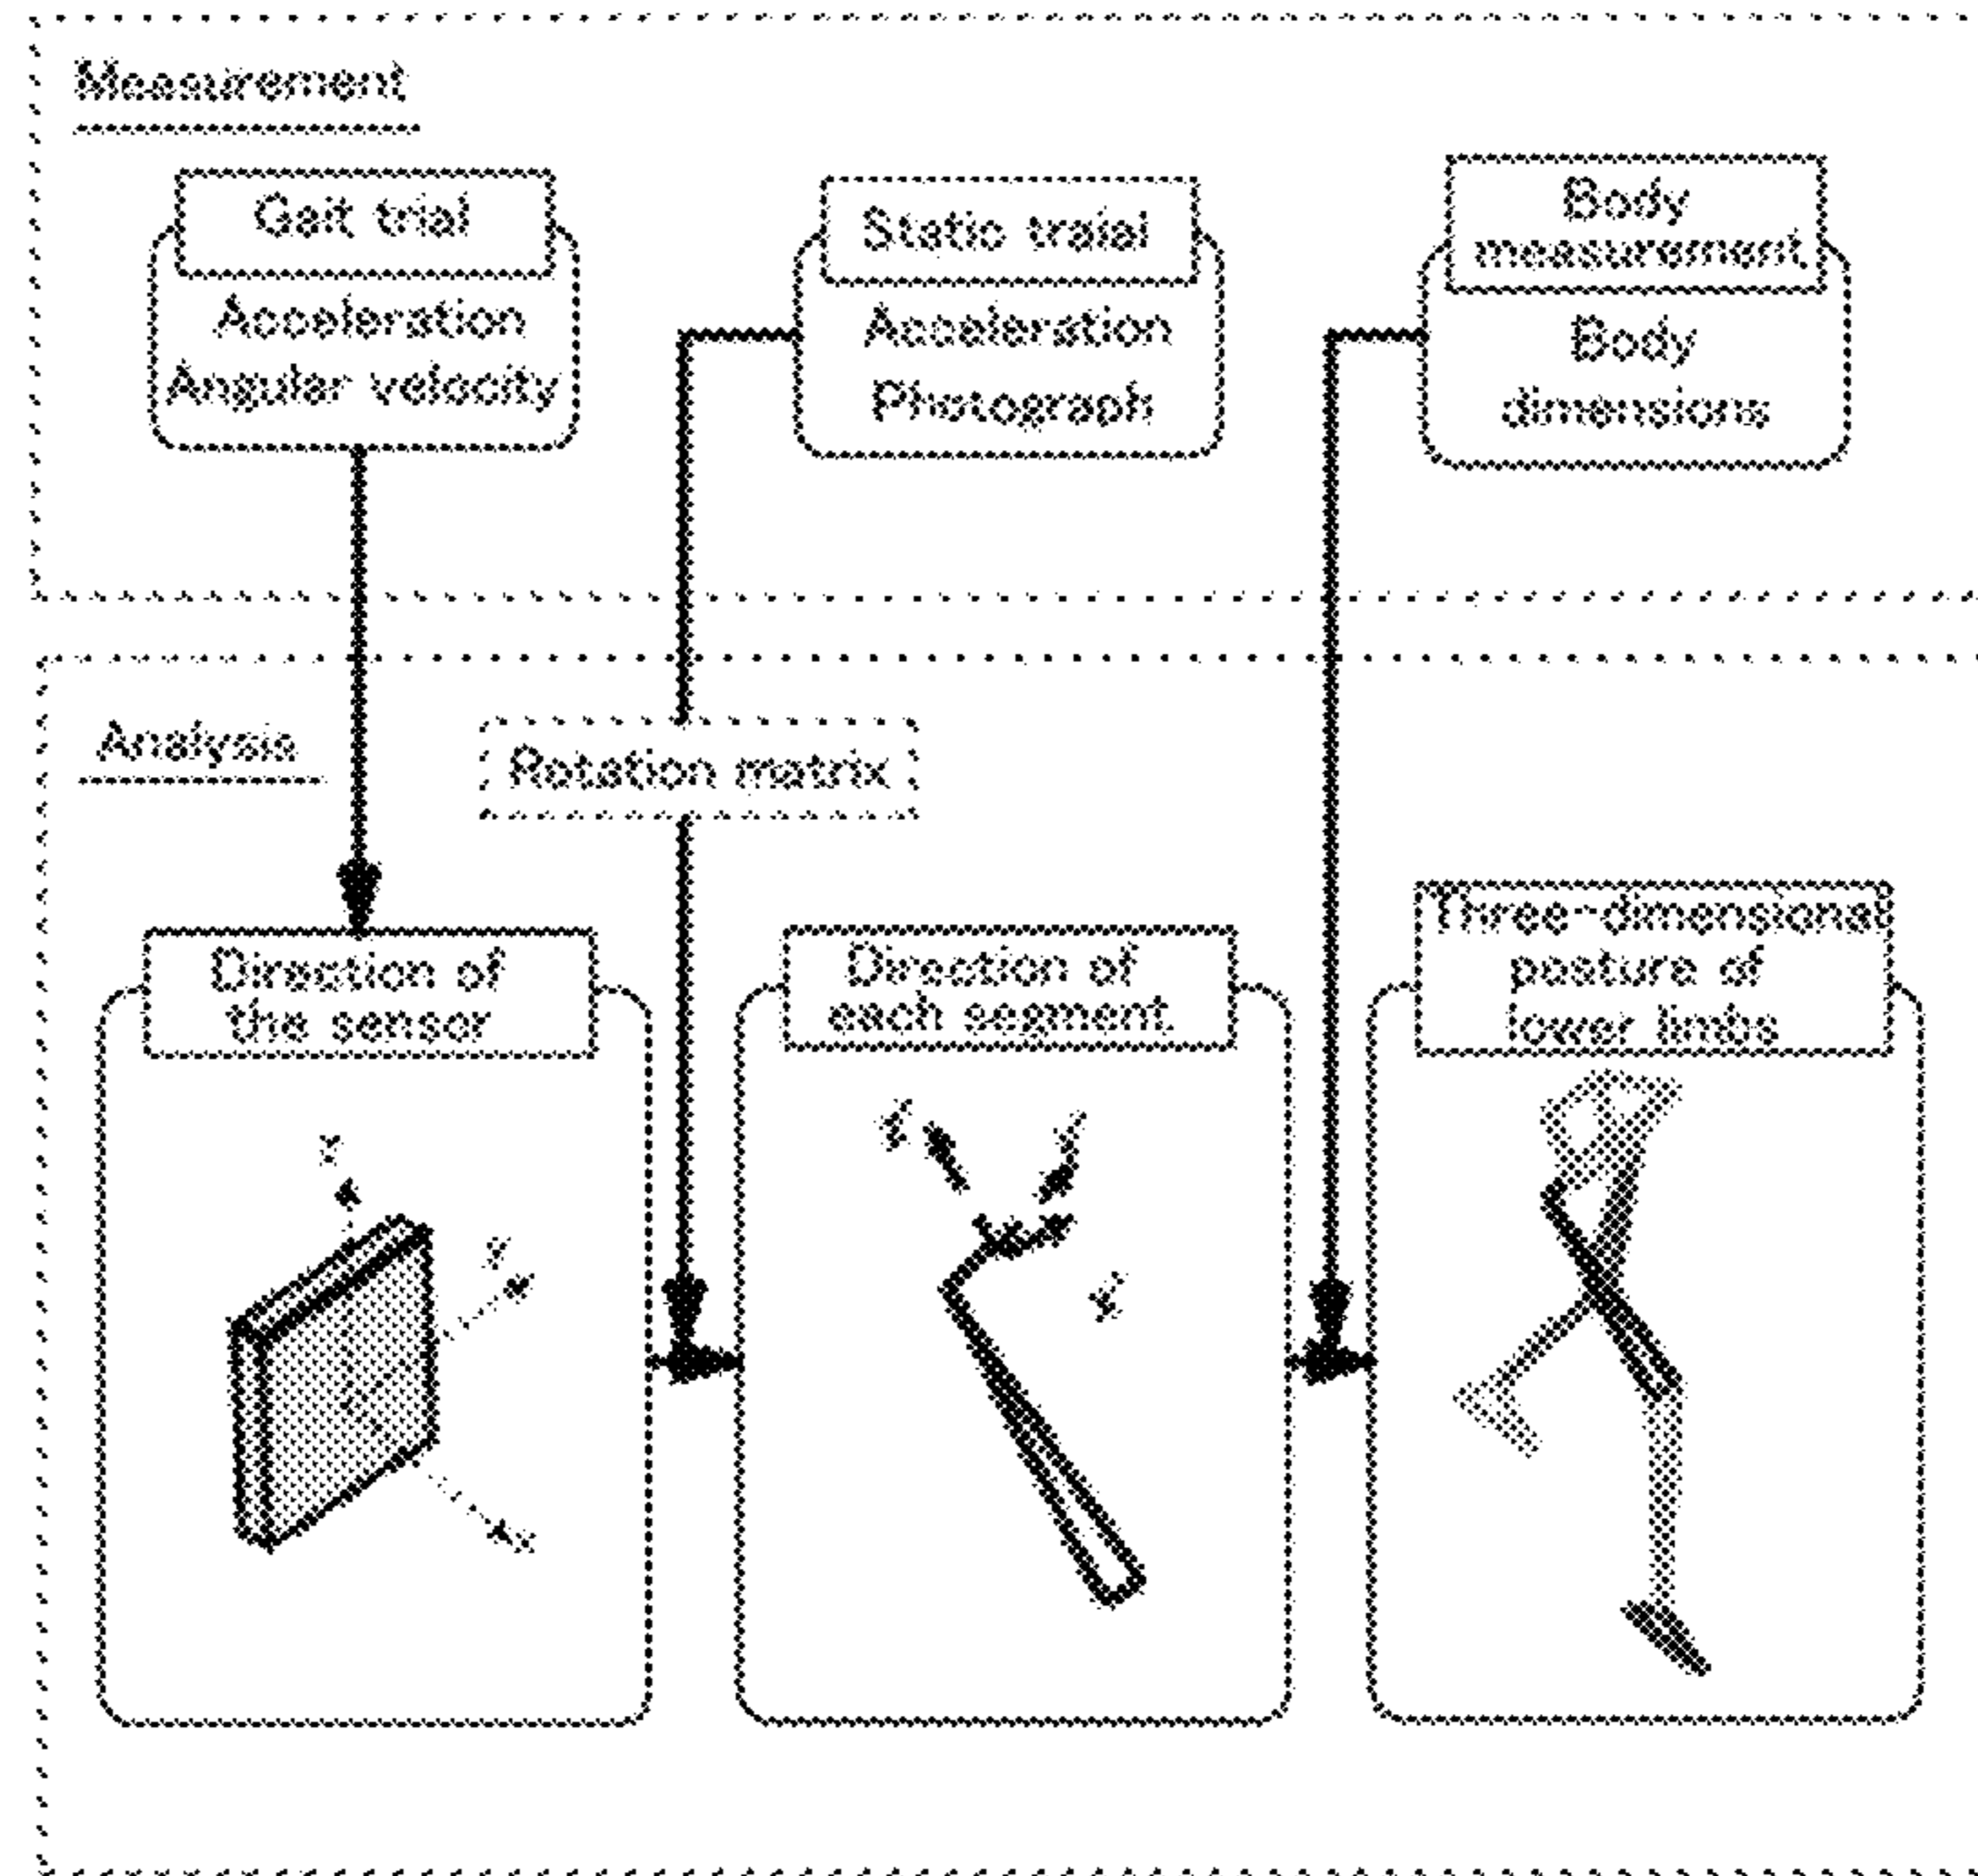 Measurement
Gait trial
Acceleration
Angular velocity
Static traial
Acceleration
Photograph
Body
measurement
Body
dimensions
Analysis
Rotation matrix
Direction of
the sensor
Direction of
each segment
Three-dimensional
posture of
lower limbs